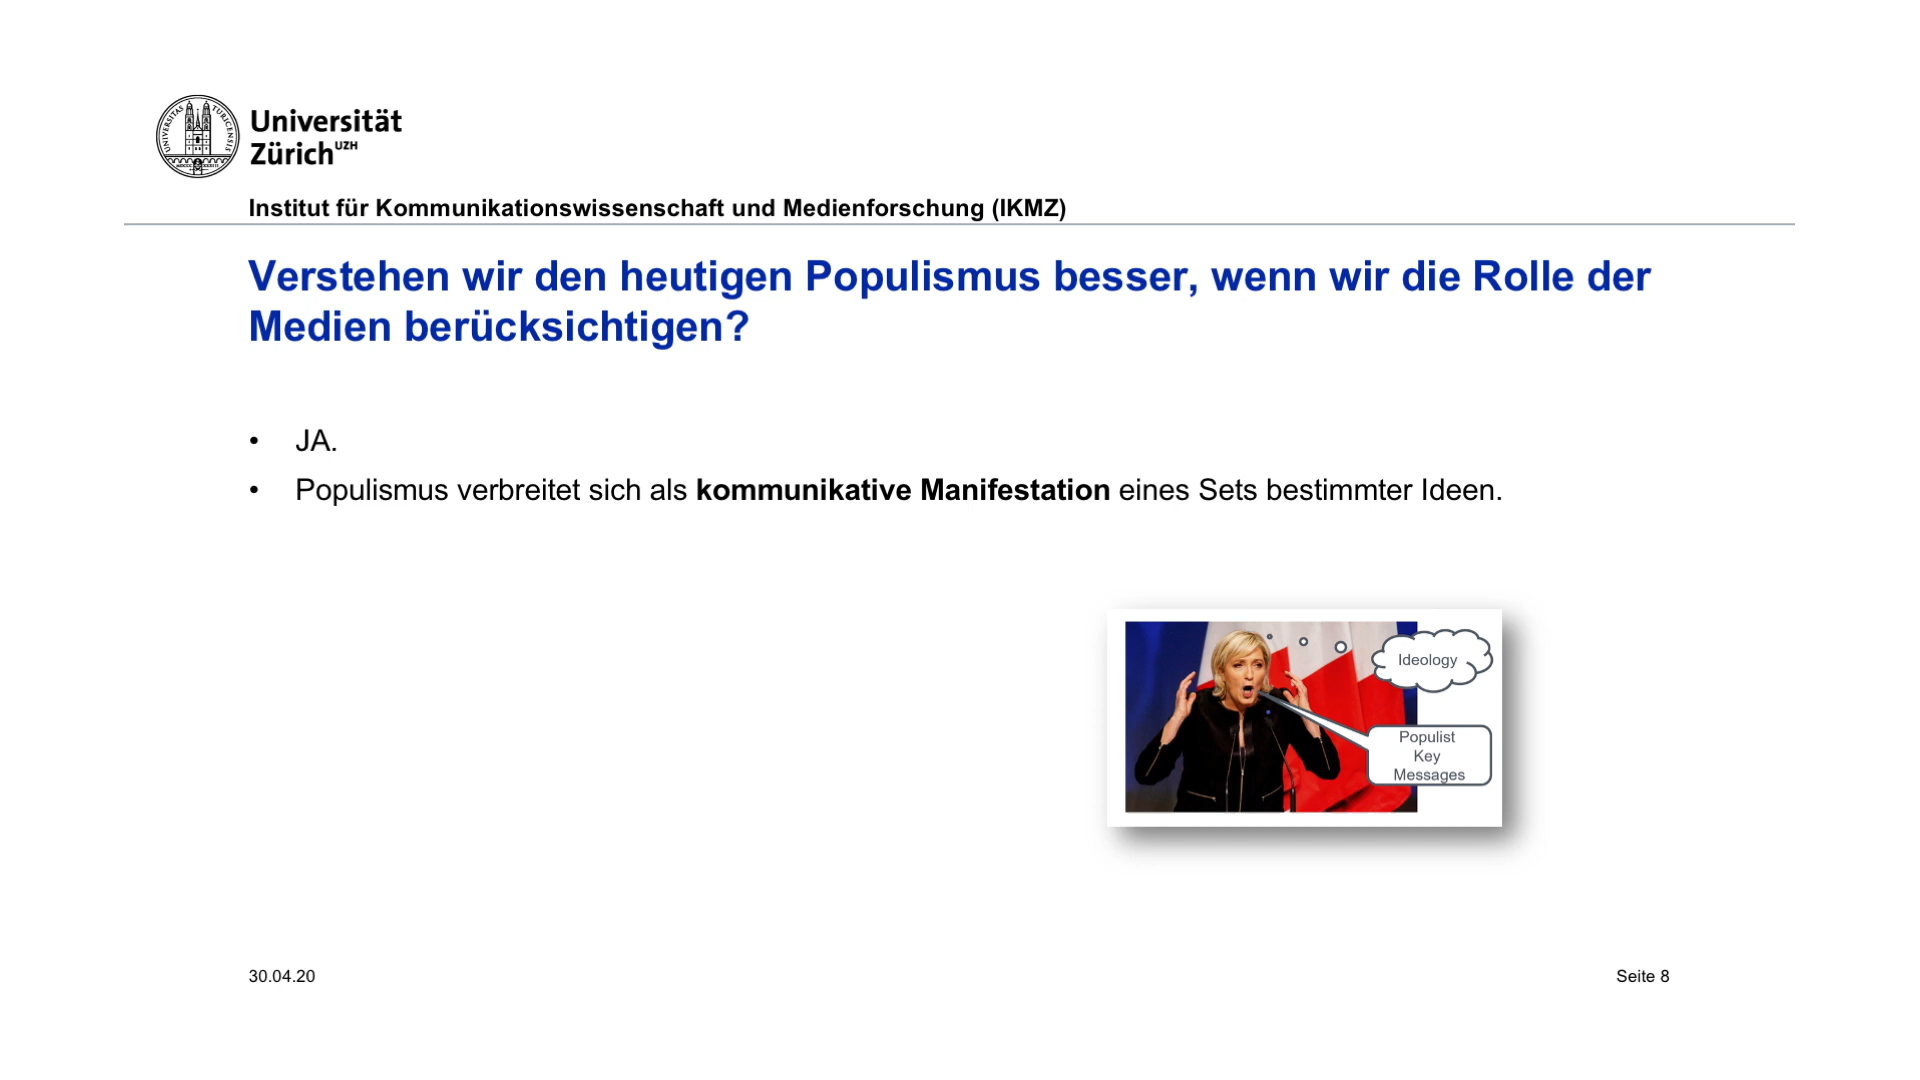 UNIVERSITAS TURICENSIS
Universität
Zürich UZH
Institut für Kommunikationswissenschaft und Medienforschung (IKMZ)
Verstehen wir den heutigen Populismus besser, wenn wir die Rolle der
Medien berücksichtigen?
• JA.
• Populismus verbreitet sich als kommunikative Manifestation eines Sets bestimmter Ideen.
Ideology
Populist
Key
Messages
30.04.20
Seite 8